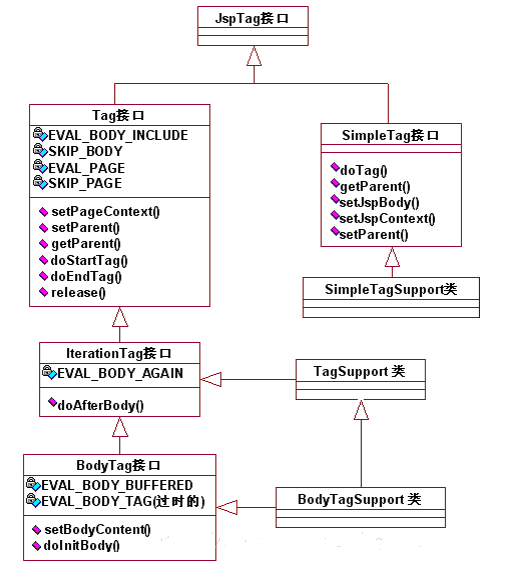 JspTag接口
Tag接口
EVAL_BODY_INCLUDE
SKIP_BODY
EVAL_PAGE
SKIP_PAGE
setPageContext()
setParent()
getParent()
doStartTag()
doEndTag()
release()
SimpleTag接口
doTag()
getParent()
setJspBody()
setJspContext()
setParent()
SimpleTagSupport类
IterationTag接口
EVAL_BODY_AGAIN
doAfterBody()
TagSupport 类
BodyTag接口
EVAL_BODY_BUFFERED
EVAL_BODY_TAG(过时的)
setBodyContent()
doInitBody()
BodyTagSupport 类